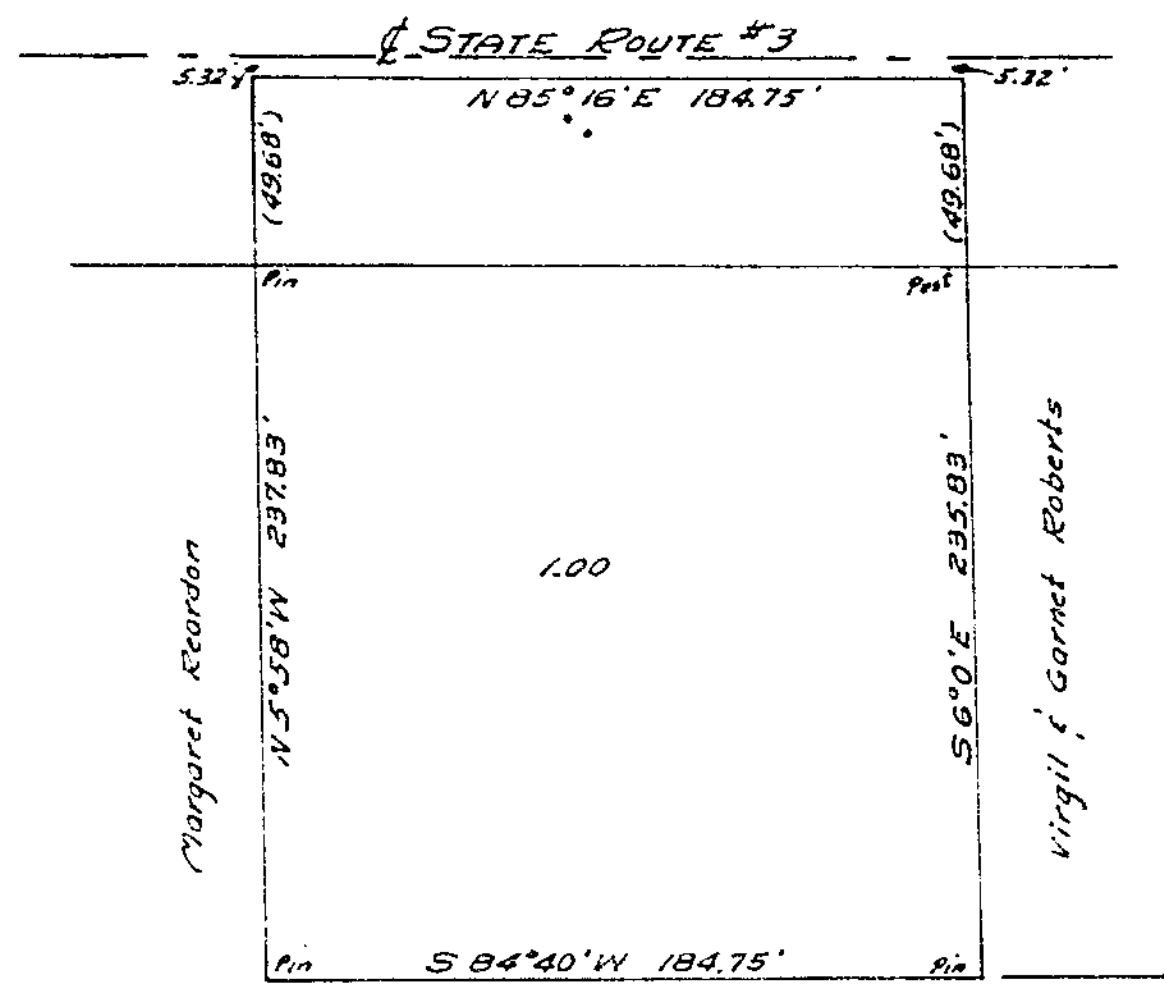 ℄ STATE ROUTE #3
5.32'
5.32'
N 85°16'E 184.75'
(49.68')
(49.68')
Pin
Post
N 5°58'W 237.83'
S 6°0'E 235.83'
1.00
Margaret Reardon
Virgil & Garnet Roberts
Pin
S 84°40'W 184.75'
Pin